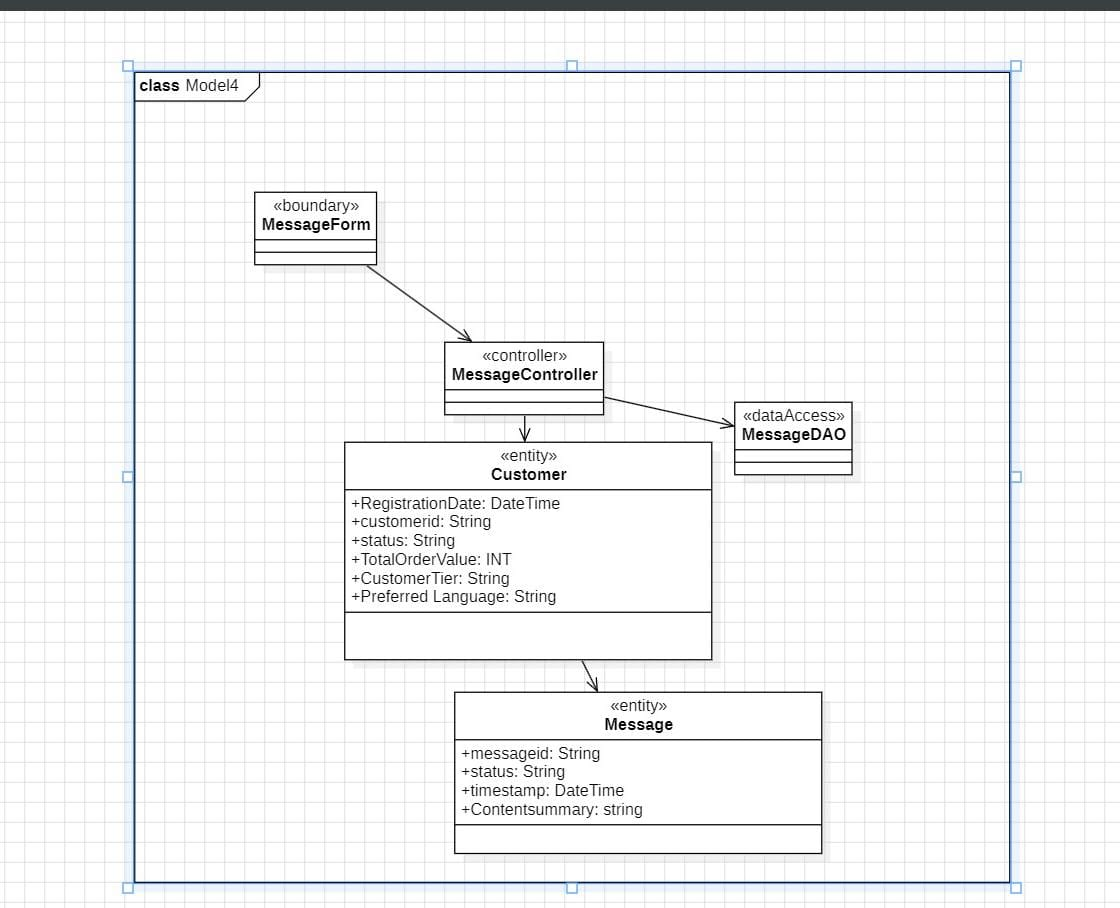 class Model4
«boundary»
MessageForm
«controller»
MessageController
«dataAccess»
MessageDAO
«entity»
Customer
+RegistrationDate: DateTime
+customerid: String
+status: String
+TotalOrderValue: INT
+CustomerTier: String
+Preferred Language: String
«entity»
Message
+messageid: String
+status: String
+timestamp: DateTime
+Contentsummary: string